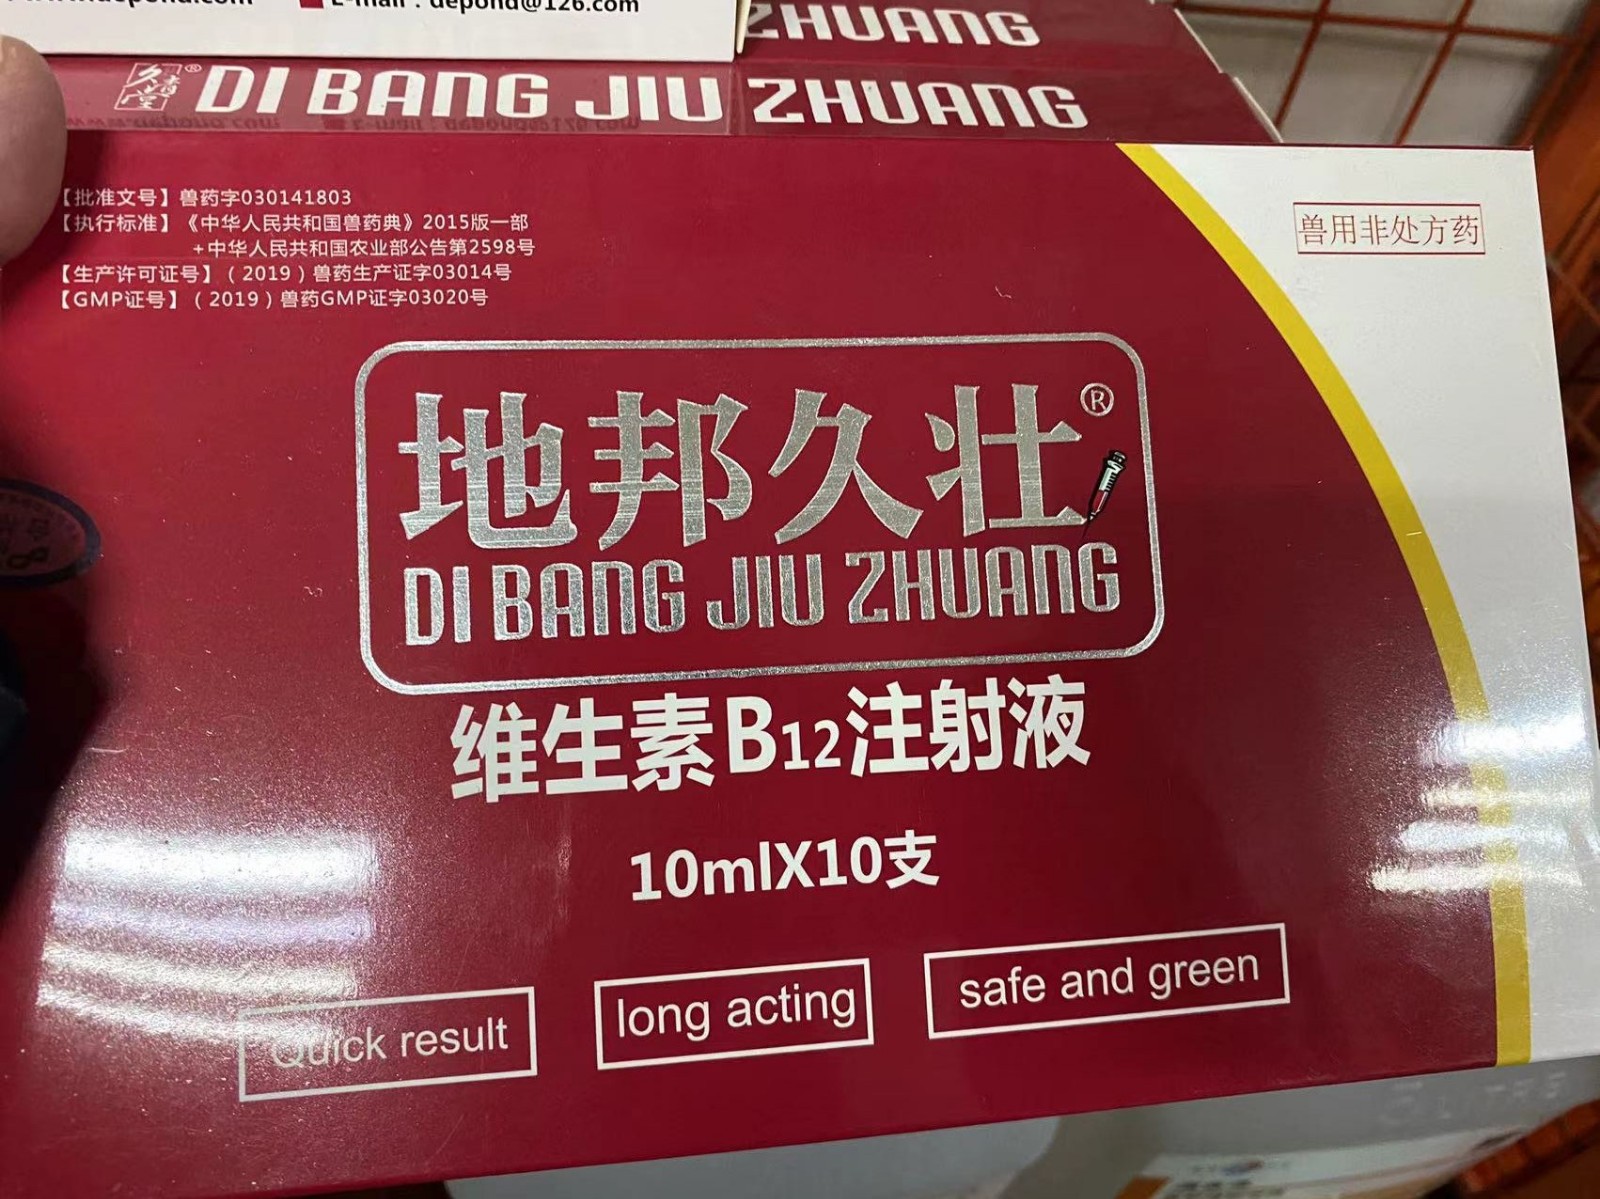 E-mail : depond@126.com
ZHUANG
久壮® DI BANG JIU ZHUANG
【批准文号】兽药字030141803
【执行标准】《中华人民共和国兽药典》2015版一部
+中华人民共和国农业部公告第2598号
【生产许可证号】(2019)兽药生产证字03014号
【GMP证号】(2019)兽药GMP证字03020号
兽用非处方药
地邦久壮®
DI BANG JIU ZHUANG
维生素B12注射液
10mlX10支
Quick result
long acting
safe and green